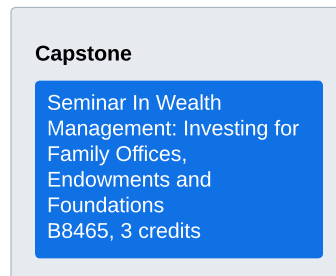 Capstone
Seminar In Wealth
Management: Investing for
Family Offices,
Endowments and
Foundations
B8465, 3 credits